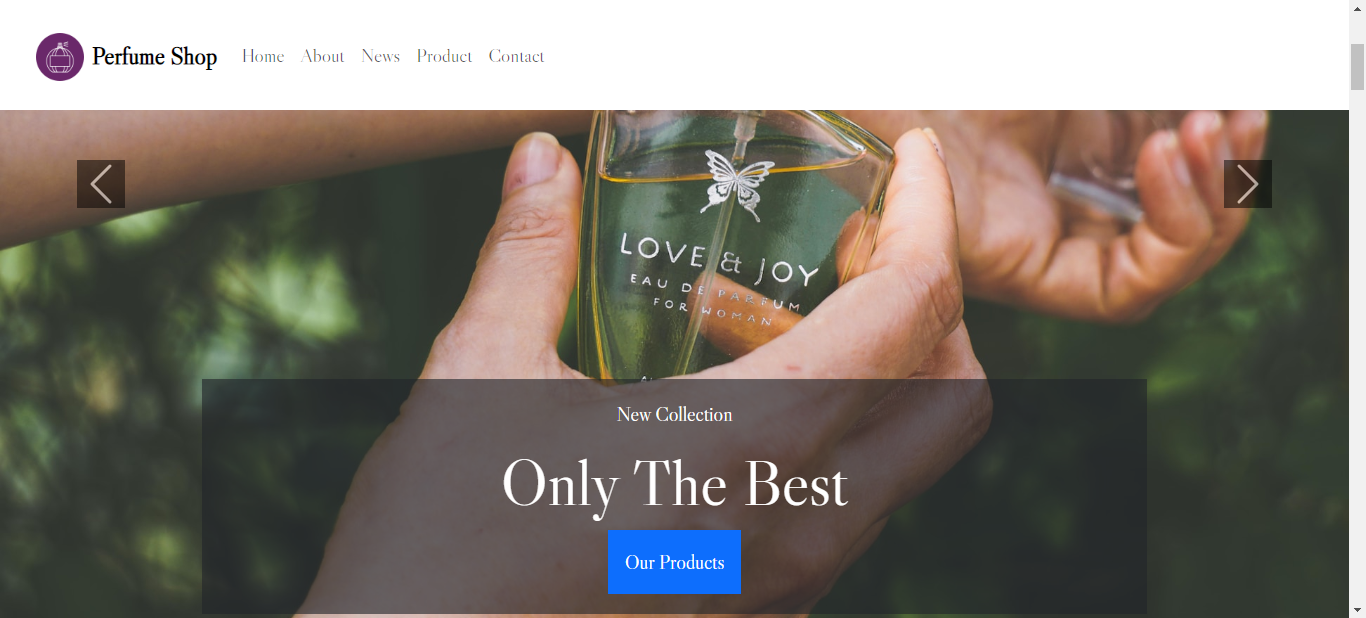 Perfume Shop Home About News Product Contact
LOVE & JOY
EAU DE PARFUM
FOR WOMAN
New Collection
Only The Best
Our Products